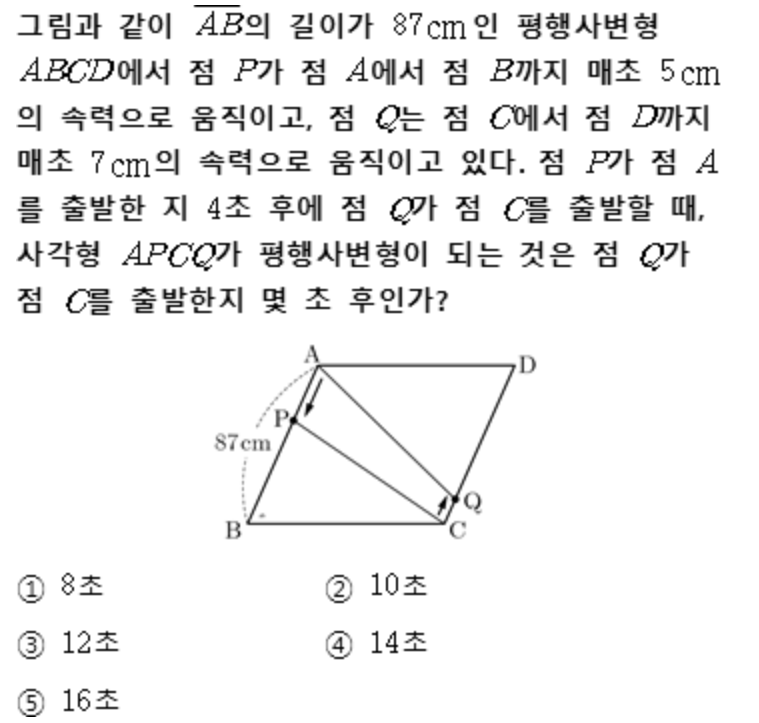 그림과 같이 AB의 길이가 87cm인 평행사변형
ABCD에서 점 P가 점 A에서 점 B까지 매초 5cm
의 속력으로 움직이고, 점 Q는 점 C에서 점 D까지
매초 7cm의 속력으로 움직이고 있다. 점 P가 점 A
를 출발한 지 4초 후에 점 Q가 점 C를 출발할 때,
사각형 APCQ가 평행사변형이 되는 것은 점 Q가
점 C를 출발한지 몇 초 후인가?
A
D
P
87cm
Q
B
C
① 8초
② 10초
③ 12초
④ 14초
⑤ 16초